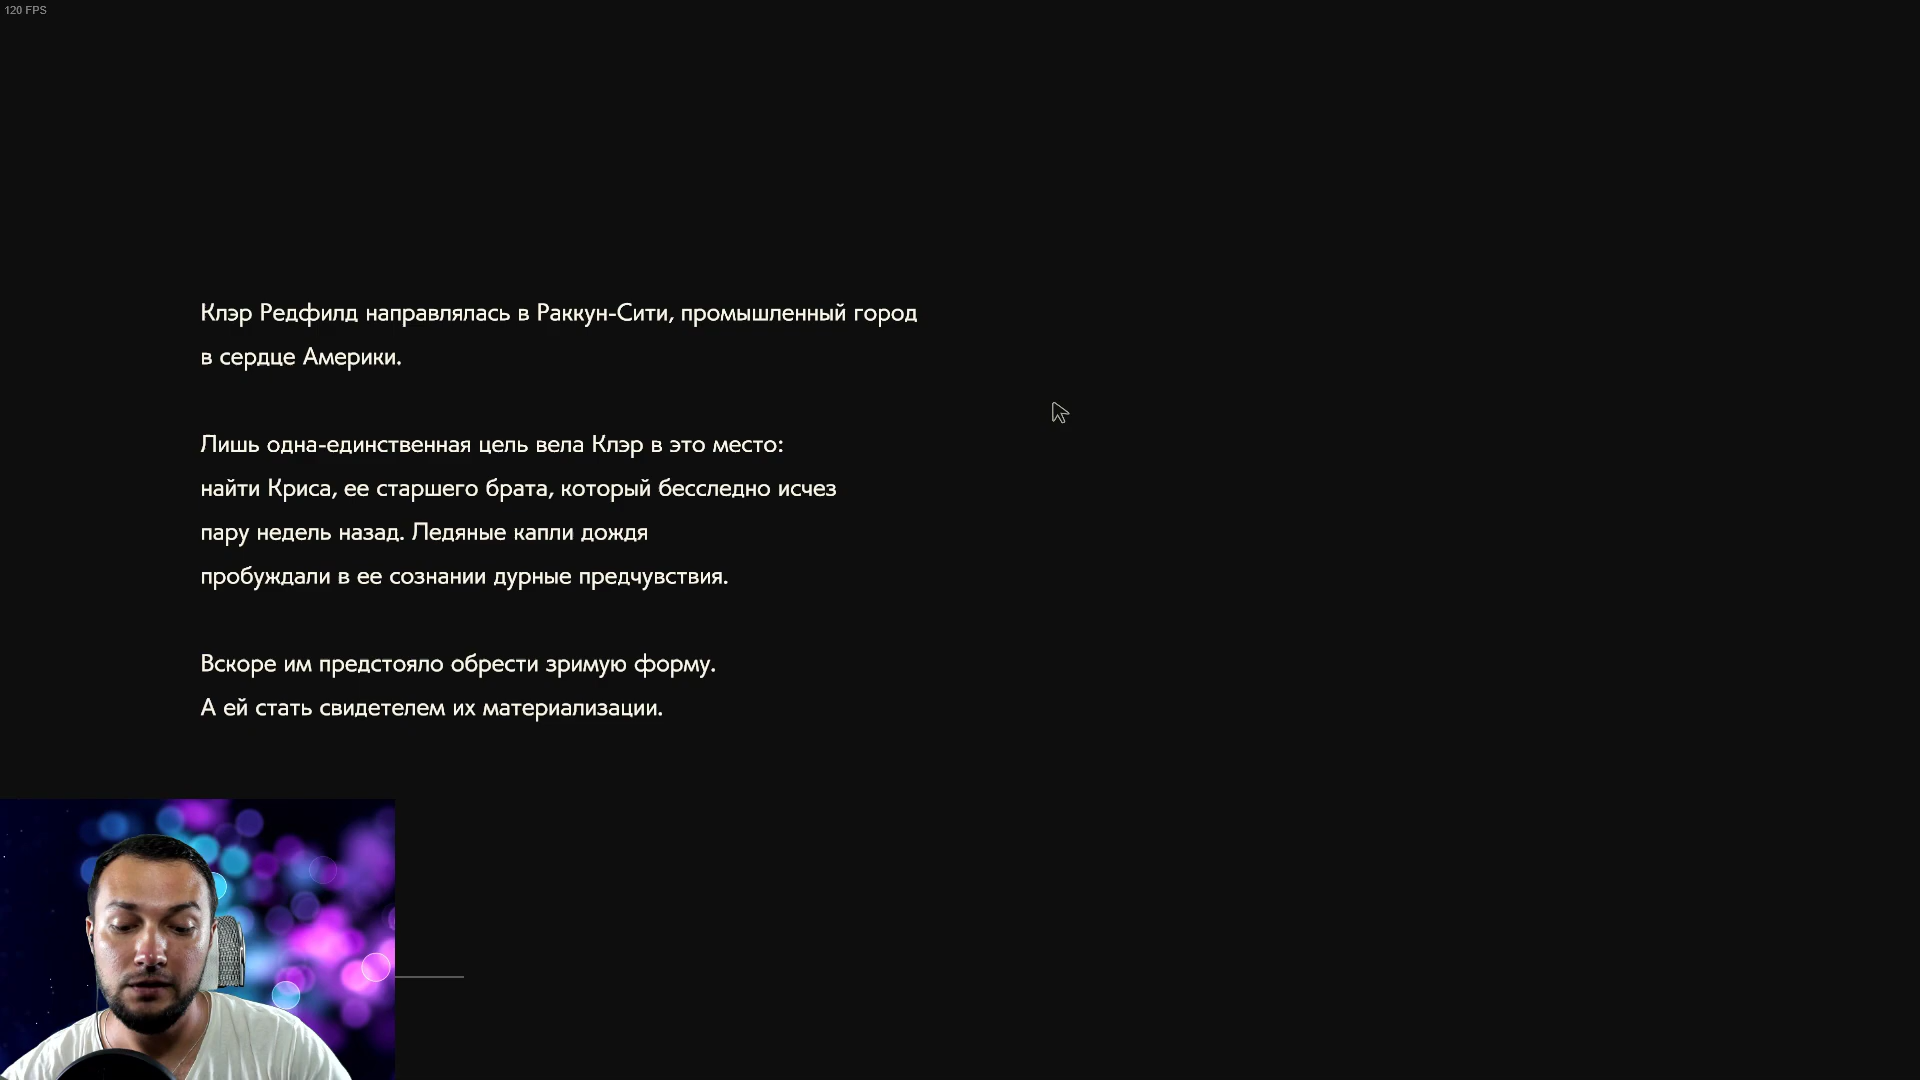 120 FPS
Клэр Редфилд направлялась в Раккун-Сити, промышленный город
в сердце Америки.
Лишь одна-единственная цель вела Клэр в это место:
найти Криса, ее старшего брата, который бесследно исчез
пару недель назад. Ледяные капли дождя
пробуждали в ее сознании дурные предчувствия.
Вскоре им предстояло обрести зримую форму.
А ей стать свидетелем их материализации.